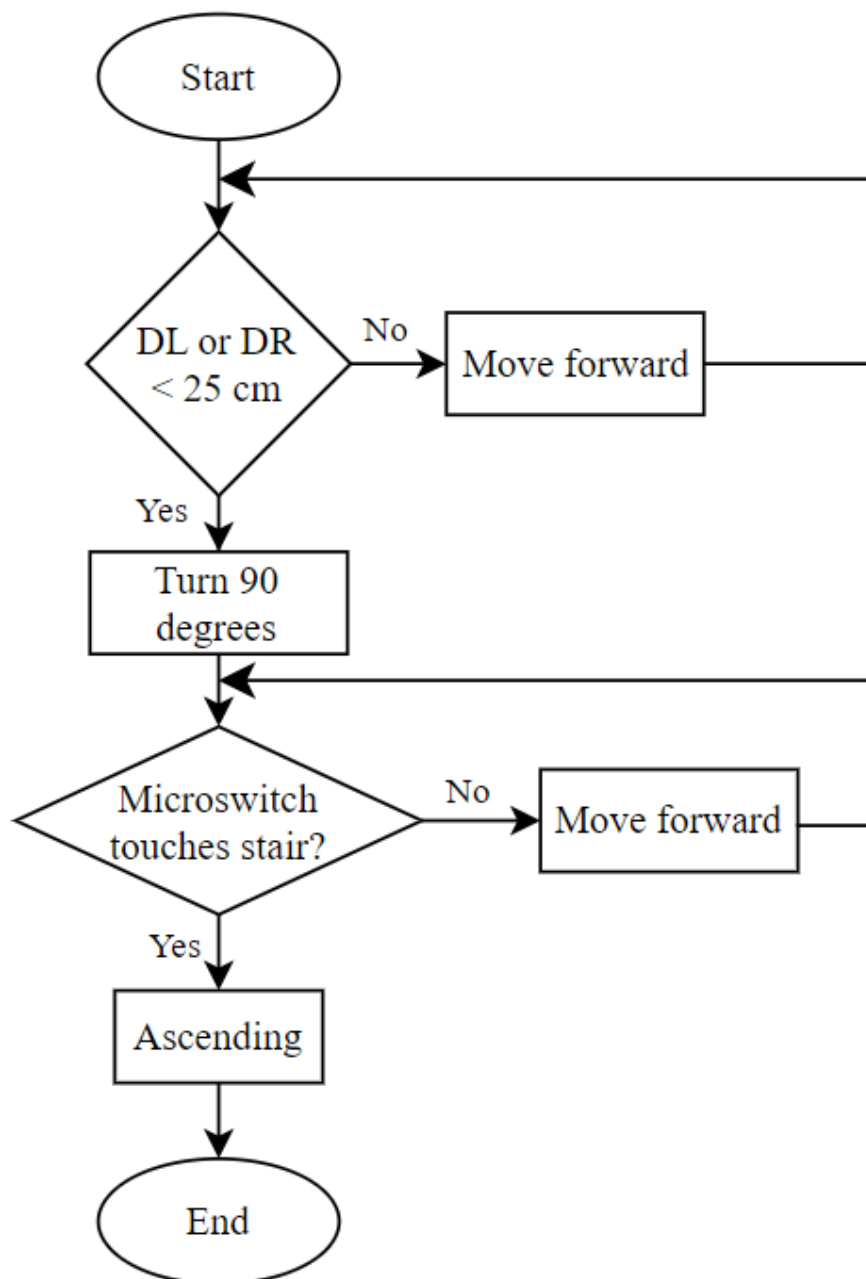 Start
DL or DR
< 25 cm
No
Move forward
Yes
Turn 90
degrees
Microswitch
touches stair?
No
Move forward
Yes
Ascending
End